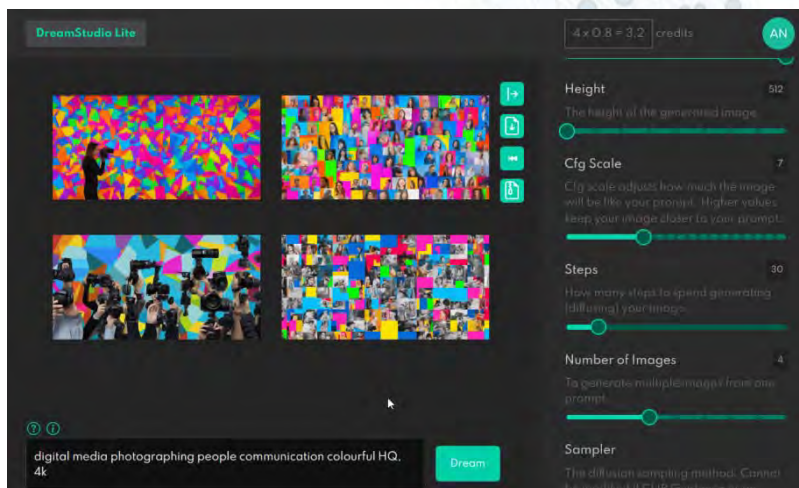 DreamStudio Lite
4 x 0.8 = 3.2 credits
AN
Height 512
The height of the generated image.
Cfg Scale 7
Cfg scale adjusts how much the image
will be like your prompt. Higher values
keep your image closer to your prompt.
Steps 30
How many steps to spend generating
(diffusing) your image.
Number of Images 4
To generate multiple images from one
prompt.
Sampler
The diffusion sampling method. Cannot
digital media photographing people communication colourful HQ,
4k
Dream